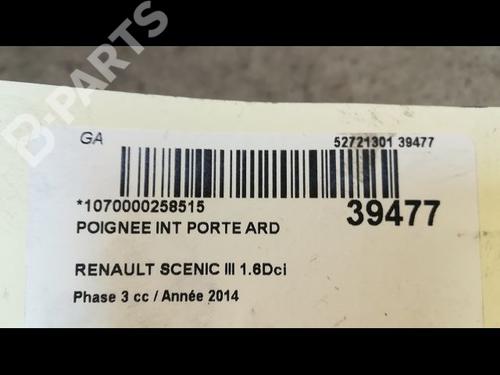 B-PARTS
GA
52721301 39477
*1070000258515
39477
POIGNEE INT PORTE ARD
RENAULT SCENIC III 1.6Dci
Phase 3 cc / Année 2014